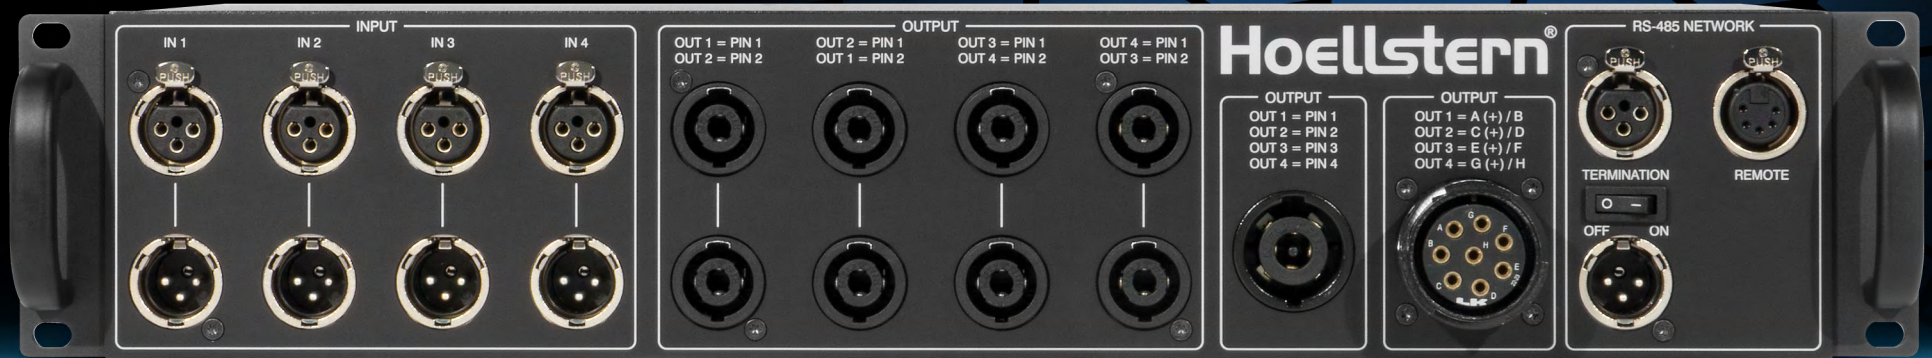 INPUT
IN 1
IN 2
IN 3
IN 4
PUSH
PUSH
PUSH
PUSH
OUTPUT
OUT 1 = PIN 1
OUT 2 = PIN 2
OUT 2 = PIN 1
OUT 1 = PIN 2
OUT 3 = PIN 1
OUT 4 = PIN 2
OUT 4 = PIN 1
OUT 3 = PIN 2
Hoellstern®
OUTPUT
OUT 1 = PIN 1
OUT 2 = PIN 2
OUT 3 = PIN 3
OUT 4 = PIN 4
OUTPUT
OUT 1 = A (+) / B
OUT 2 = C (+) / D
OUT 3 = E (+) / F
OUT 4 = G (+) / H
G
A
F
B
H
E
C
D
LK
RS-485 NETWORK
PUSH
PUSH
TERMINATION
REMOTE
O –
OFF ON